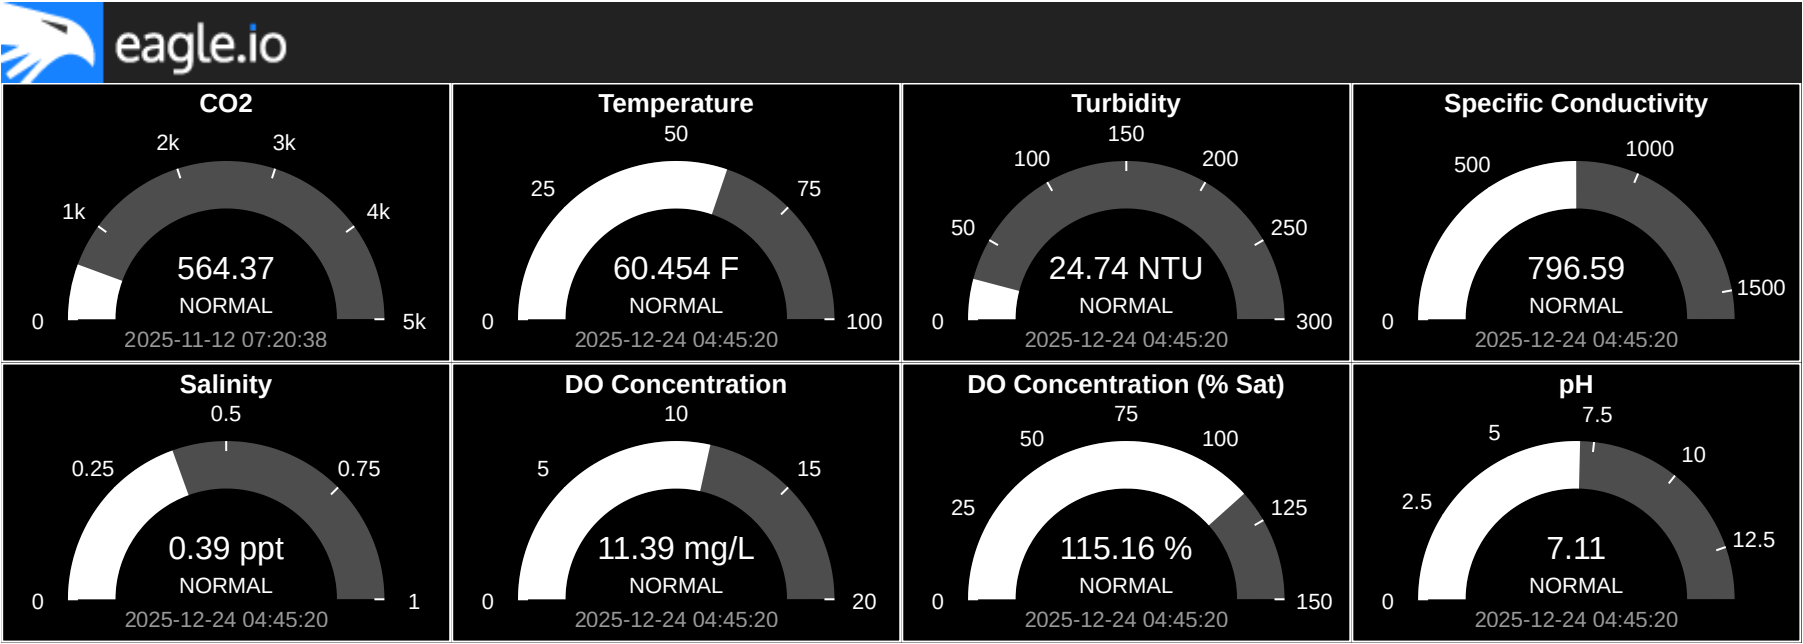 eagle.io
CO2
0
1k
2k
3k
4k
5k
564.37
NORMAL
2025-11-12 07:20:38
Temperature
0
25
50
75
100
60.454 F
NORMAL
2025-12-24 04:45:20
Turbidity
0
50
100
150
200
250
300
24.74 NTU
NORMAL
2025-12-24 04:45:20
Specific Conductivity
0
500
1000
1500
796.59
NORMAL
2025-12-24 04:45:20
Salinity
0
0.25
0.5
0.75
1
0.39 ppt
NORMAL
2025-12-24 04:45:20
DO Concentration
0
5
10
15
20
11.39 mg/L
NORMAL
2025-12-24 04:45:20
DO Concentration (% Sat)
0
25
50
75
100
125
150
115.16 %
NORMAL
2025-12-24 04:45:20
pH
0
2.5
5
7.5
10
12.5
7.11
NORMAL
2025-12-24 04:45:20